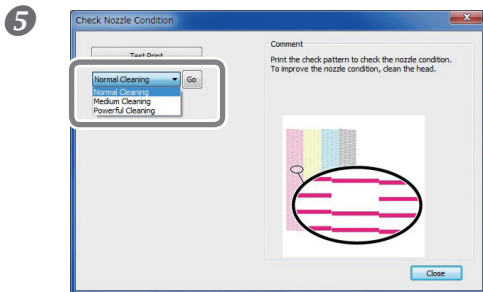 5
Check Nozzle Condition
Test Print
Normal Cleaning
Go
Normal Cleaning
Medium Cleaning
Powerful Cleaning
Comment
Print the check pattern to check the nozzle condition.
To improve the nozzle condition, clean the head.
Close